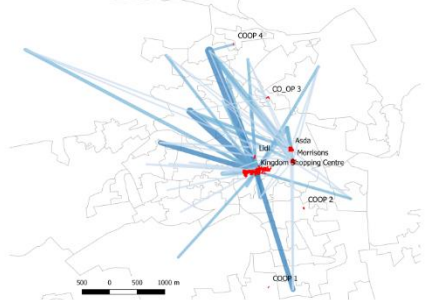 COOP 4
CO_OP 3
Asda
Lidl
Morrisons
Kingdom Shopping Centre
COOP 2
COOP 1
500 0 500 1000 m